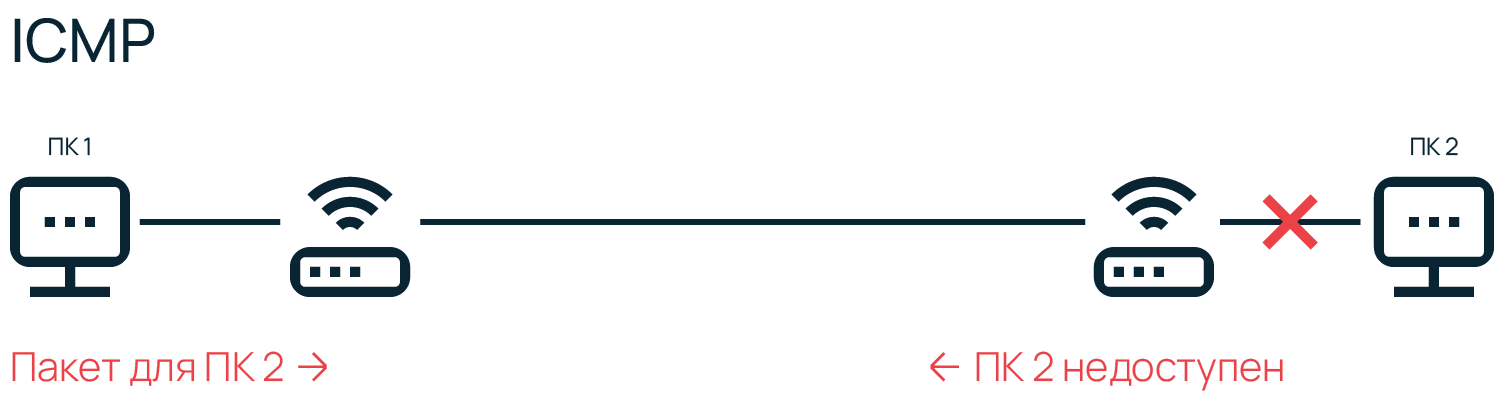 ICMP
ПК 1
ПК 2
Пакет для ПК 2 →
← ПК 2 недоступен